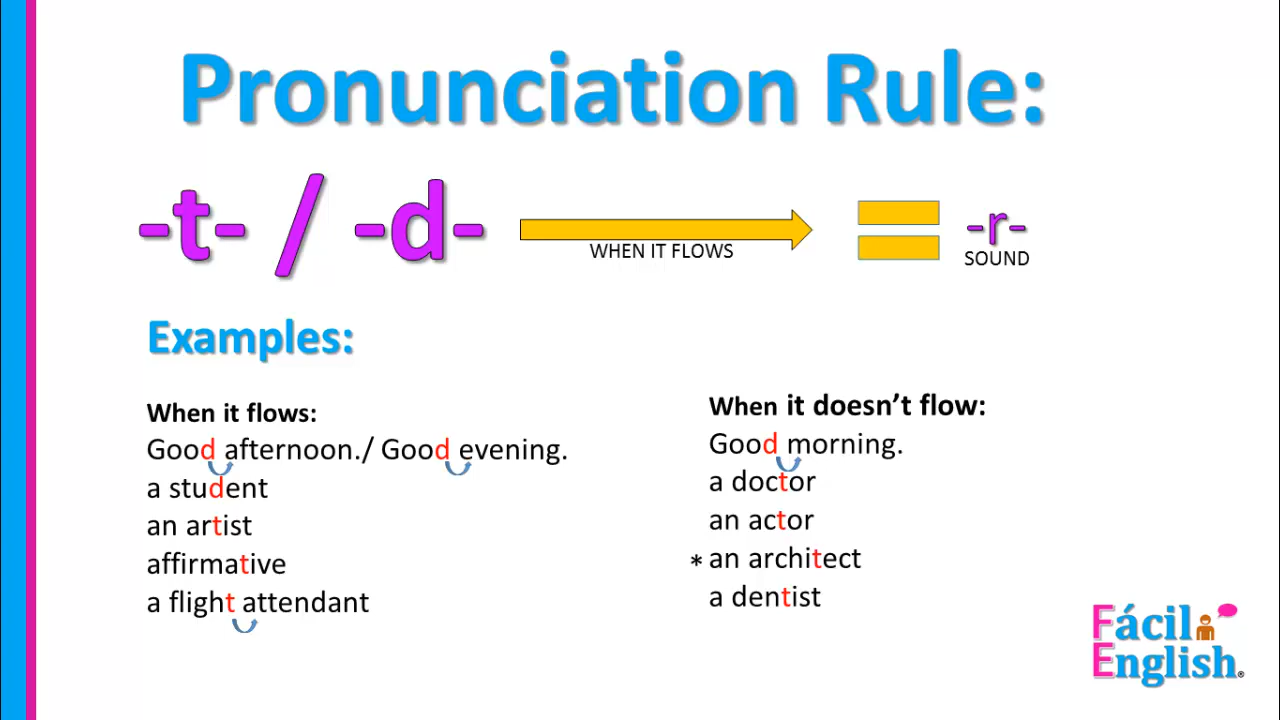 Pronunciation Rule:
-t- / -d-
WHEN IT FLOWS
-r-
SOUND
Examples:
When it flows:
Good afternoon./ Good evening.
a student
an artist
affirmative
a flight attendant
When it doesn't flow:
Good morning.
a doctor
an actor
* an architect
a dentist
Fácil
English®